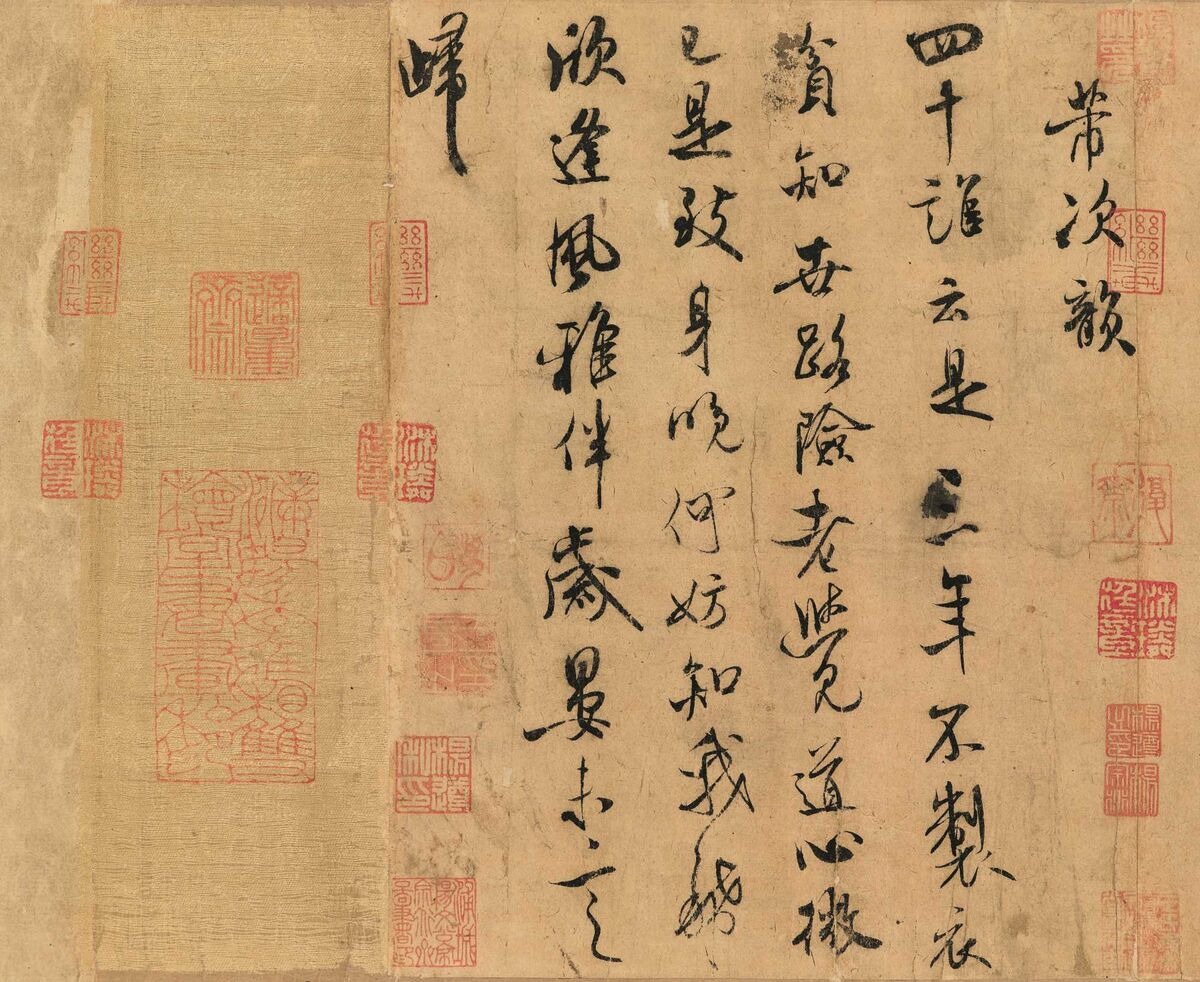 芾次韻
四十誰云是三年不製衣
貧知世路險老覺道心微
已是致身晚何妨知我稀
欣逢風雅伴歲晏未言
歸